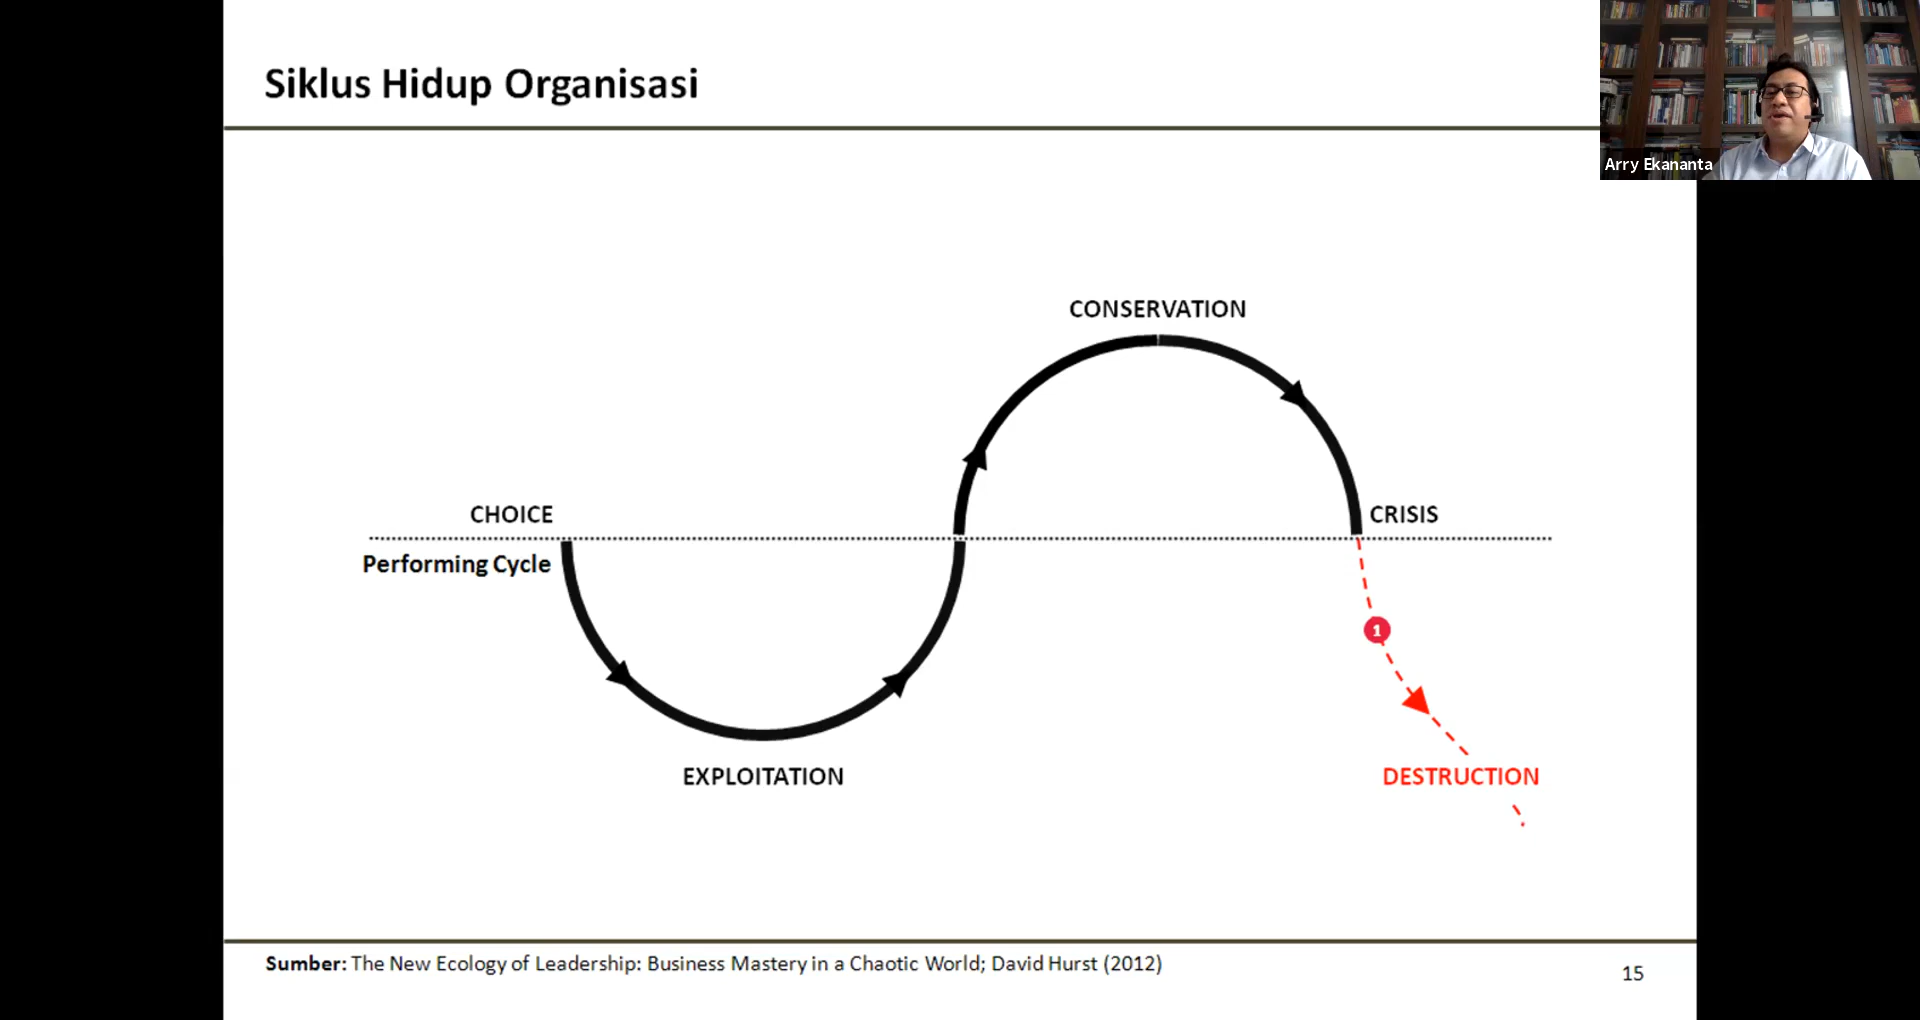 Siklus Hidup Organisasi
Arry Ekananta
CONSERVATION
CHOICE
CRISIS
Performing Cycle
1
EXPLOITATION
DESTRUCTION
Sumber: The New Ecology of Leadership: Business Mastery in a Chaotic World; David Hurst (2012)
15